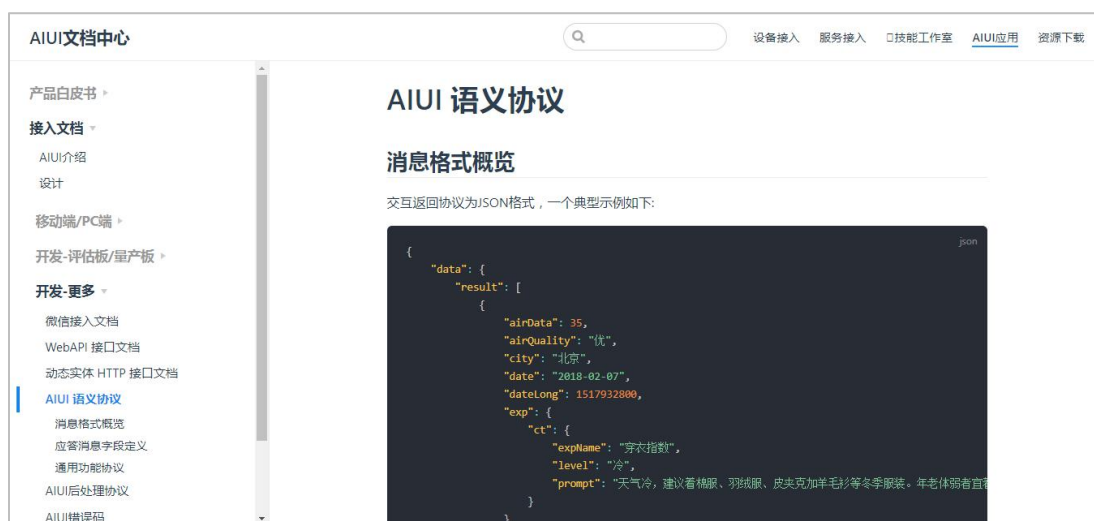 AIUI文档中心
设备接入 服务接入 技能工作室 AIUI应用 资源下载
产品白皮书
接入文档
AIUI介绍
设计
移动端/PC端
开发-评估板/量产板
开发-更多
微信接入文档
WebAPI 接口文档
动态实体 HTTP 接口文档
AIUI 语义协议
消息格式概览
应答消息字段定义
通用功能协议
AIUI后处理协议
AIUI错误码
AIUI 语义协议
消息格式概览
交互返回协议为JSON格式，一个典型示例如下:
json
{
"data": {
"result": [
{
"airData": 35,
"airQuality": "优",
"city": "北京",
"date": "2018-02-07",
"dateLong": 1517932800,
"exp": {
"ct": {
"expName": "穿衣指数",
"level": "冷",
"prompt": "天气冷，建议着棉服、羽绒服、皮夹克加羊毛衫等冬季服装。年老体弱者宜
}
}